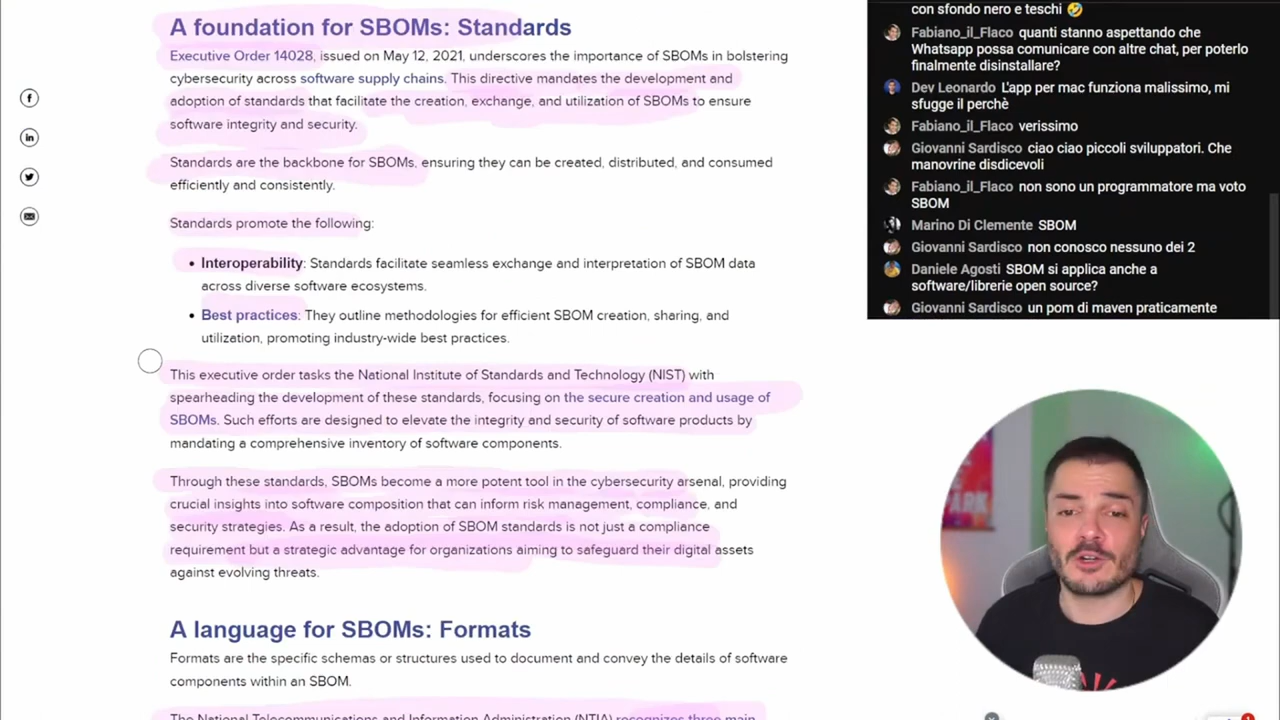 A foundation for SBOMs: Standards
Executive Order 14028, issued on May 12, 2021, underscores the importance of SBOMs in bolstering
cybersecurity across software supply chains. This directive mandates the development and
adoption of standards that facilitate the creation, exchange, and utilization of SBOMs to ensure
software integrity and security.
Standards are the backbone for SBOMs, ensuring they can be created, distributed, and consumed
efficiently and consistently.
Standards promote the following:
• Interoperability: Standards facilitate seamless exchange and interpretation of SBOM data
across diverse software ecosystems.
• Best practices: They outline methodologies for efficient SBOM creation, sharing, and
utilization, promoting industry-wide best practices.
This executive order tasks the National Institute of Standards and Technology (NIST) with
spearheading the development of these standards, focusing on the secure creation and usage of
SBOMs. Such efforts are designed to elevate the integrity and security of software products by
mandating a comprehensive inventory of software components.
Through these standards, SBOMs become a more potent tool in the cybersecurity arsenal, providing
crucial insights into software composition that can inform risk management, compliance, and
security strategies. As a result, the adoption of SBOM standards is not just a compliance
requirement but a strategic advantage for organizations aiming to safeguard their digital assets
against evolving threats.
A language for SBOMs: Formats
Formats are the specific schemas or structures used to document and convey the details of software
components within an SBOM.
The National Telecommunications and Information Administration (NTIA) recognizes three main
con sfondo nero e teschi 🤣
Fabiano_il_Flaco quanti stanno aspettando che
Whatsapp possa comunicare con altre chat, per poterlo
finalmente disinstallare?
Dev Leonardo L'app per mac funziona malissimo, mi
sfugge il perchè
Fabiano_il_Flaco verissimo
Giovanni Sardisco ciao ciao piccoli sviluppatori. Che
manovrine disdicevoli
Fabiano_il_Flaco non sono un programmatore ma voto
SBOM
Marino Di Clemente SBOM
Giovanni Sardisco non conosco nessuno dei 2
Daniele Agosti SBOM si applica anche a
software/librerie open source?
Giovanni Sardisco un pom di maven praticamente